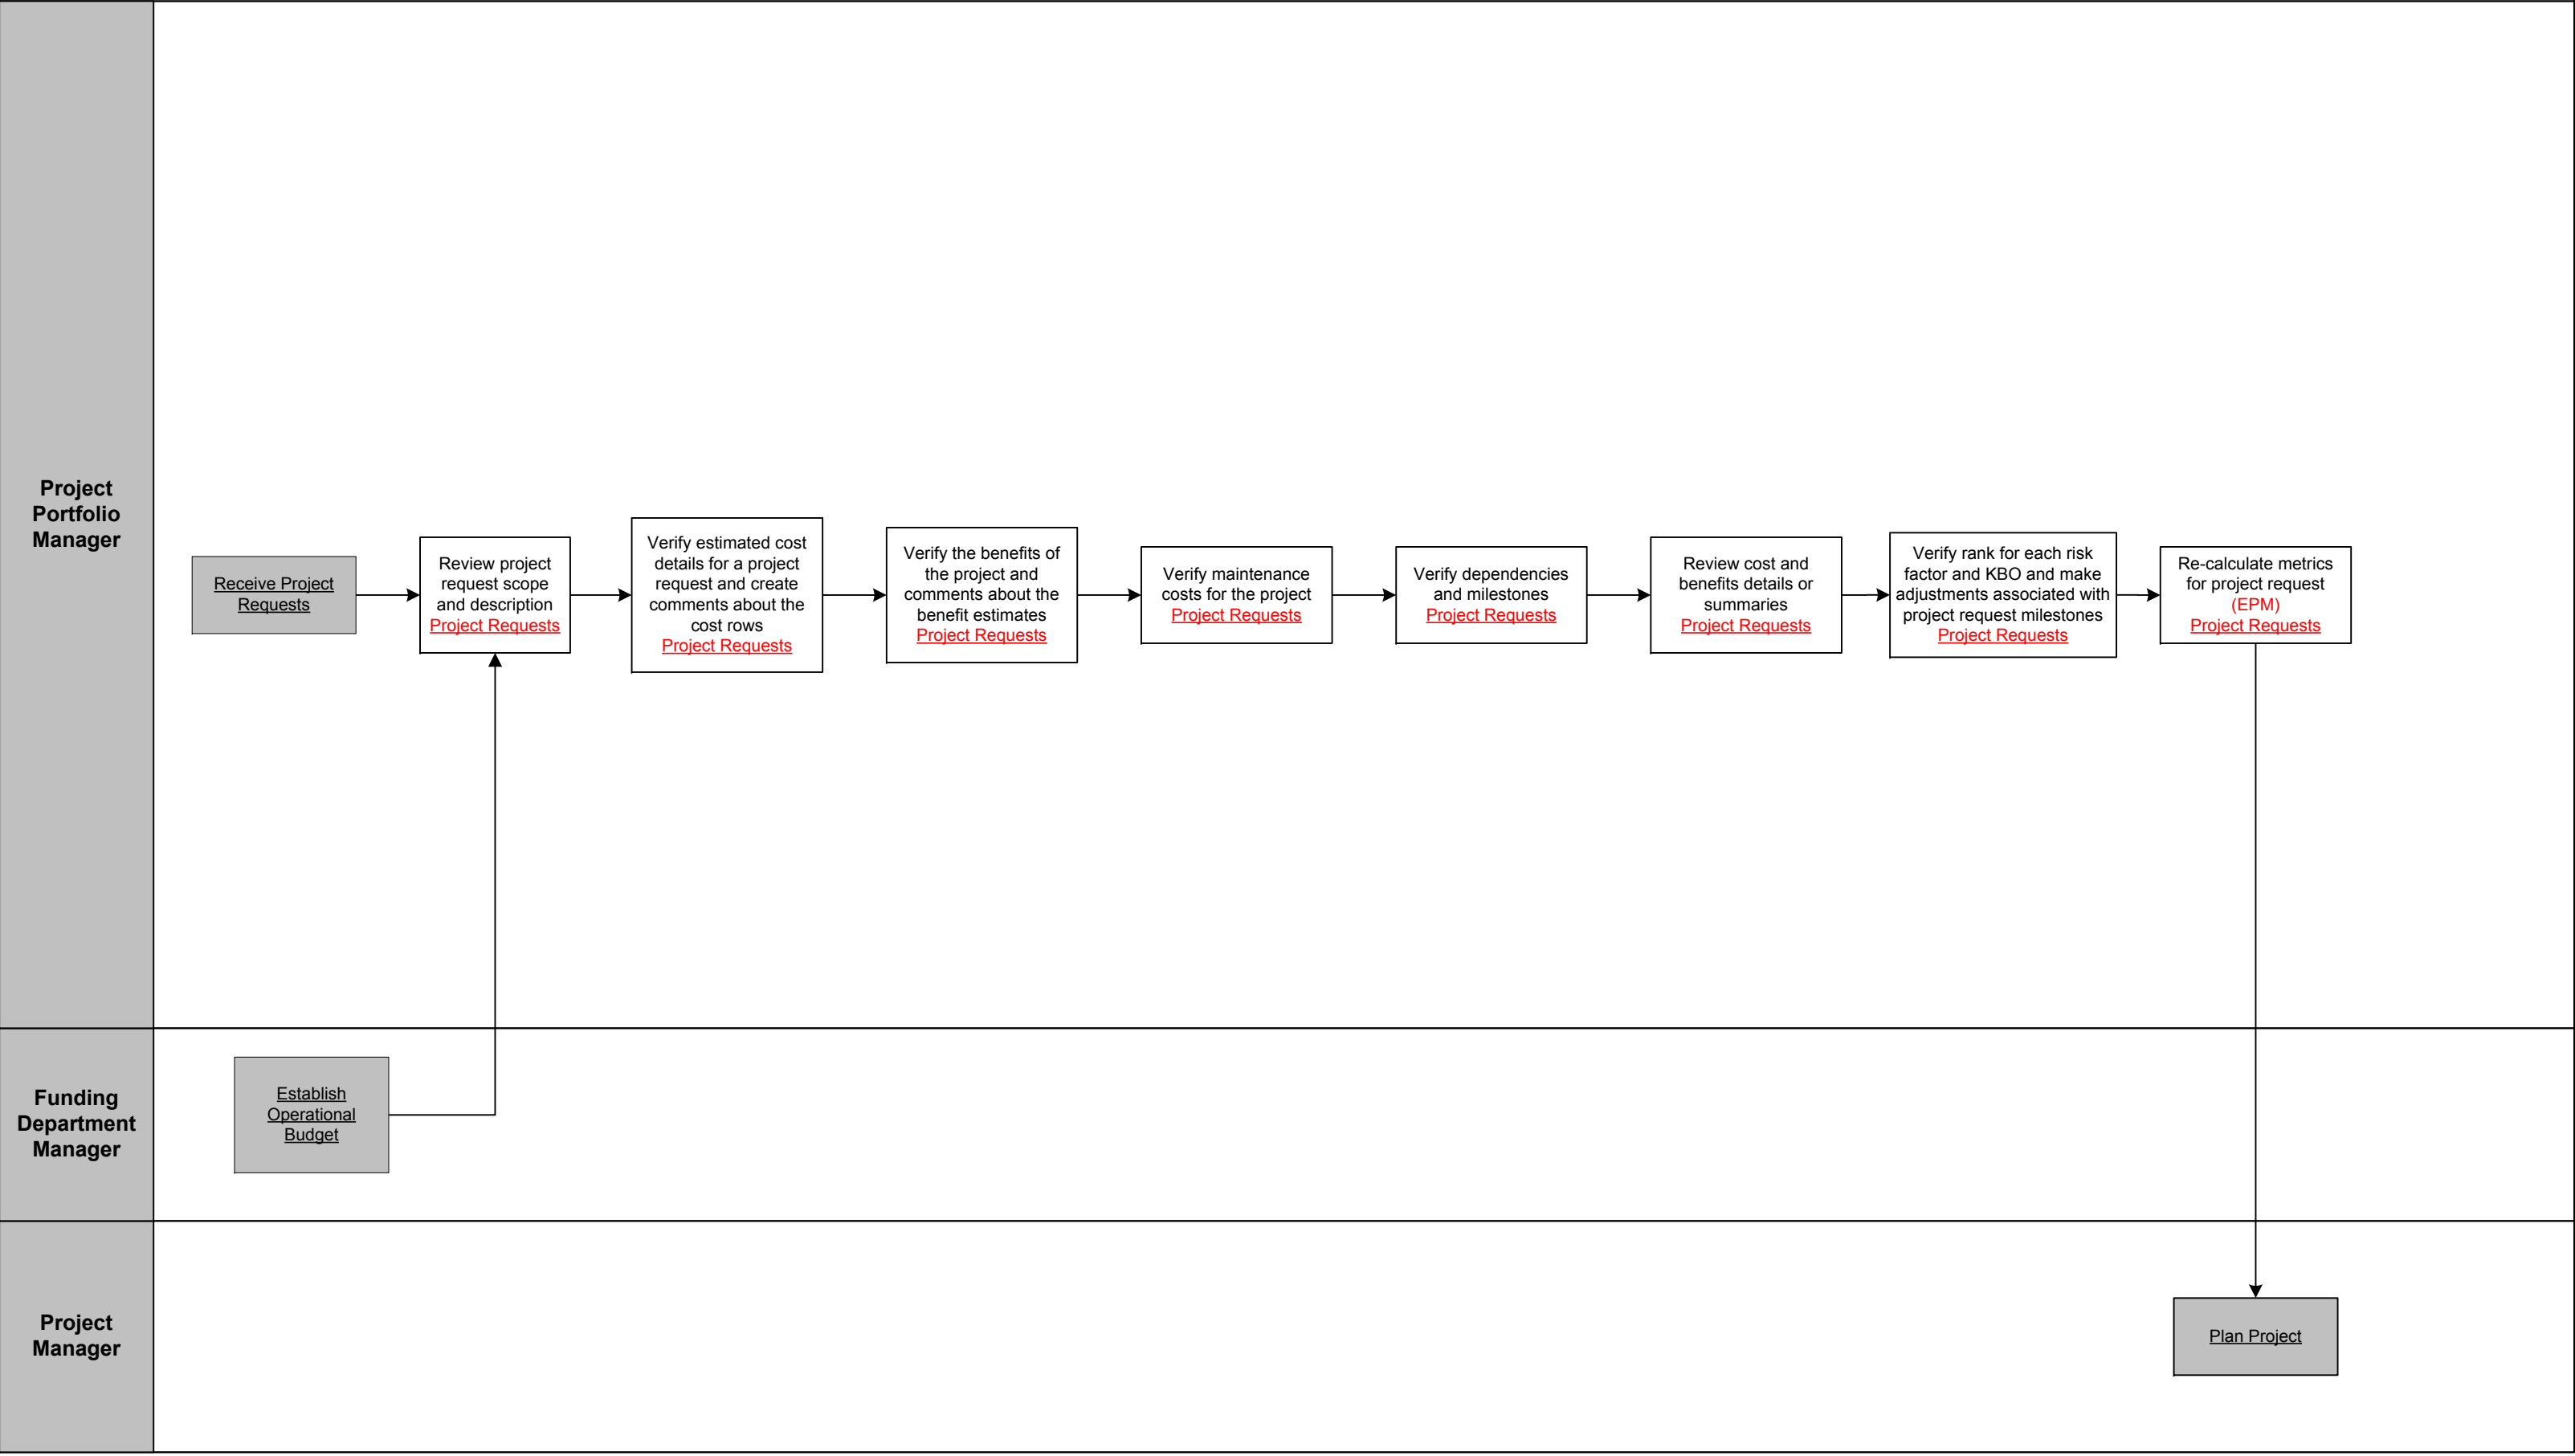 Project
Portfolio
Manager
Receive Project
Requests
Review project
request scope
and description
Project Requests
Verify estimated cost
details for a project
request and create
comments about the
cost rows
Project Requests
Verify the benefits of
the project and
comments about the
benefit estimates
Project Requests
Verify maintenance
costs for the project
Project Requests
Verify dependencies
and milestones
Project Requests
Review cost and
benefits details or
summaries
Project Requests
Verify rank for each risk
factor and KBO and make
adjustments associated with
project request milestones
Project Requests
Re-calculate metrics
for project request
(EPM)
Project Requests
Funding
Department
Manager
Establish
Operational
Budget
Project
Manager
Plan Project